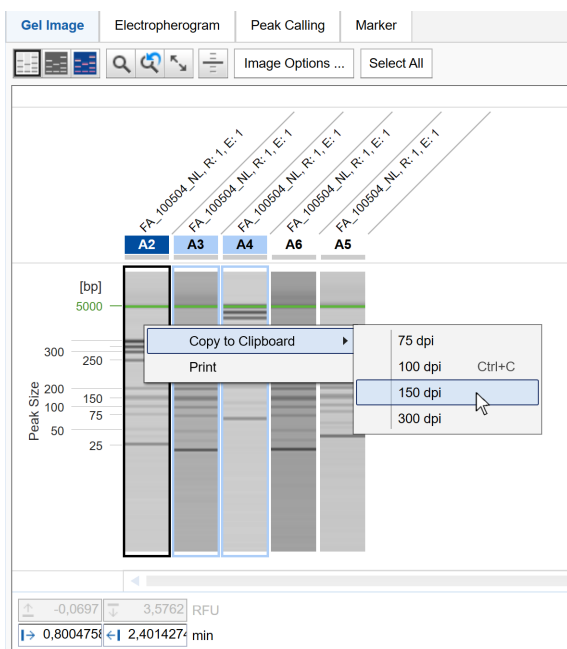 Gel Image Electropherogram Peak Calling Marker
Image Options ... Select All
FA_100504_NL, R: 1, E: 1
FA_100504_NL, R: 1, E: 1
FA_100504_NL, R: 1, E: 1
FA_100504_NL, R: 1, E: 1
FA_100504_NL, R: 1, E: 1
A2 A3 A4 A6 A5
[bp]
5000
Copy to Clipboard
Print
75 dpi
100 dpi Ctrl+C
150 dpi
300 dpi
Peak Size
300
250
200
150
100
75
50
25
-0,0697 3,5762 RFU
0,8004758 2,4014274 min